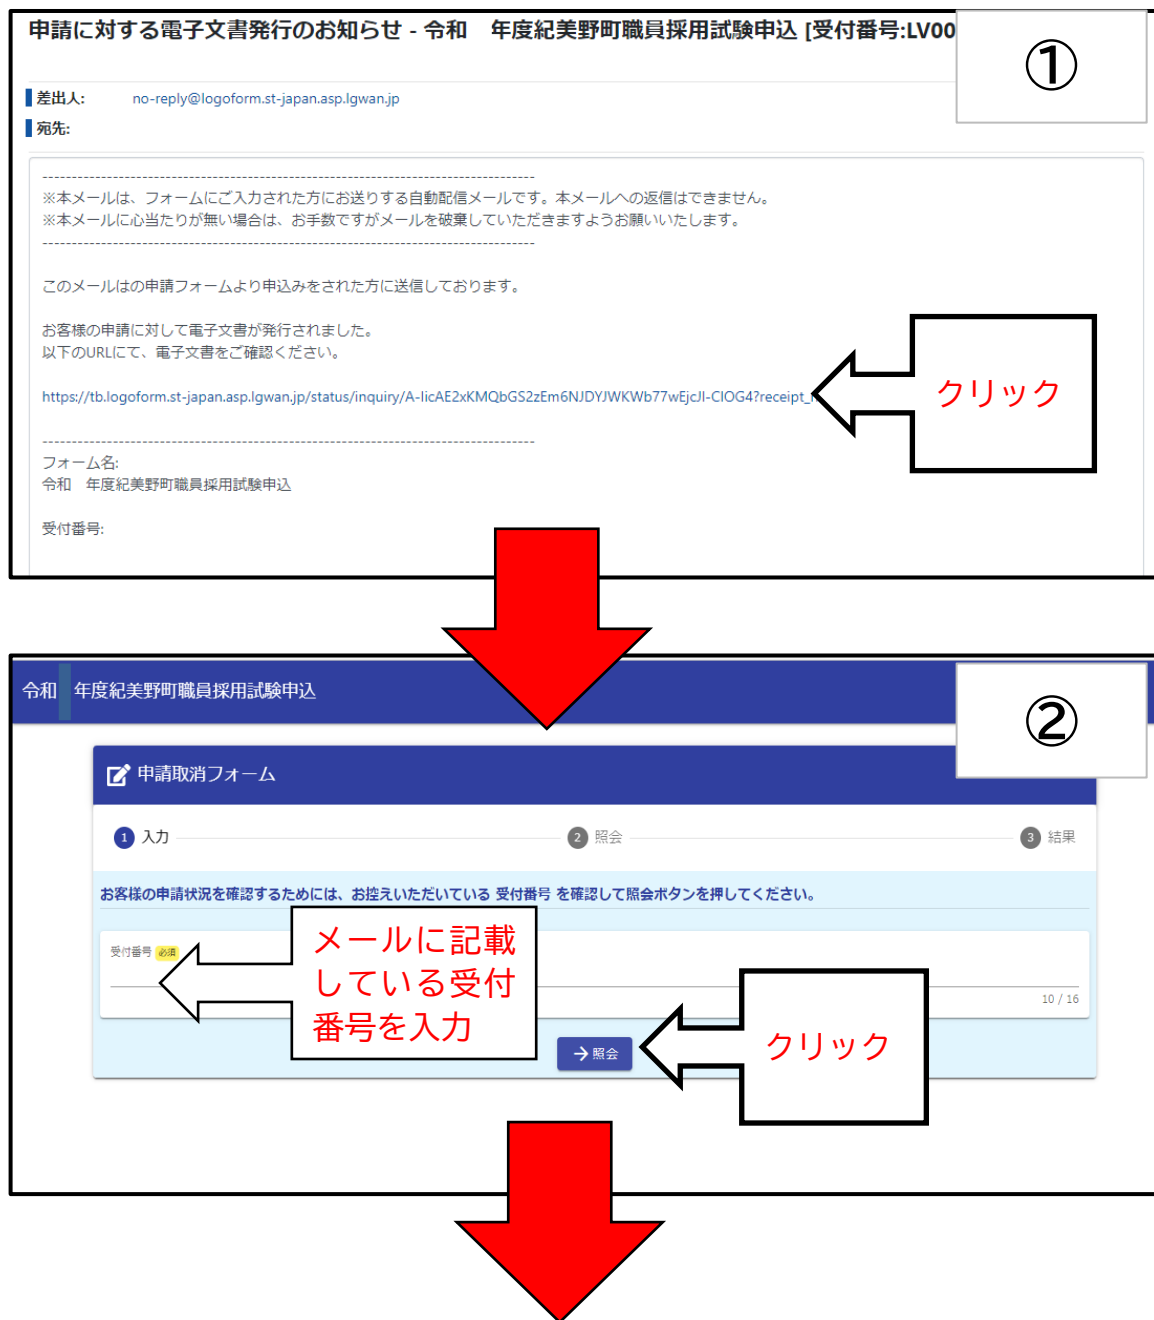 申請に対する電子文書発行のお知らせ - 令和　年度紀美野町職員採用試験申込 [受付番号:LV00
①
差出人: no-reply@logoform.st-japan.asp.lgwan.jp
宛先:
------------------------------------------------------------------------------------
※本メールは、フォームにご入力された方にお送りする自動配信メールです。本メールへの返信はできません。
※本メールに心当たりが無い場合は、お手数ですがメールを破棄していただきますようお願いいたします。
------------------------------------------------------------------------------------
このメールはの申請フォームより申込みをされた方に送信しております。
お客様の申請に対して電子文書が発行されました。
以下のURLにて、電子文書をご確認ください。
https://tb.logoform.st-japan.asp.lgwan.jp/status/inquiry/A-IicAE2xKMQbGS2zEm6NJDYJWKWb77wEjcJI-CIOG4?receipt_
クリック
------------------------------------------------------------------------------------
フォーム名:
令和　年度紀美野町職員採用試験申込
受付番号:
令和　年度紀美野町職員採用試験申込
②
申請取消フォーム
1 入力
2 照会
3 結果
お客様の申請状況を確認するためには、お控えいただいている 受付番号 を確認して照会ボタンを押してください。
受付番号 必須
メールに記載
している受付
番号を入力
10 / 16
→照会
クリック